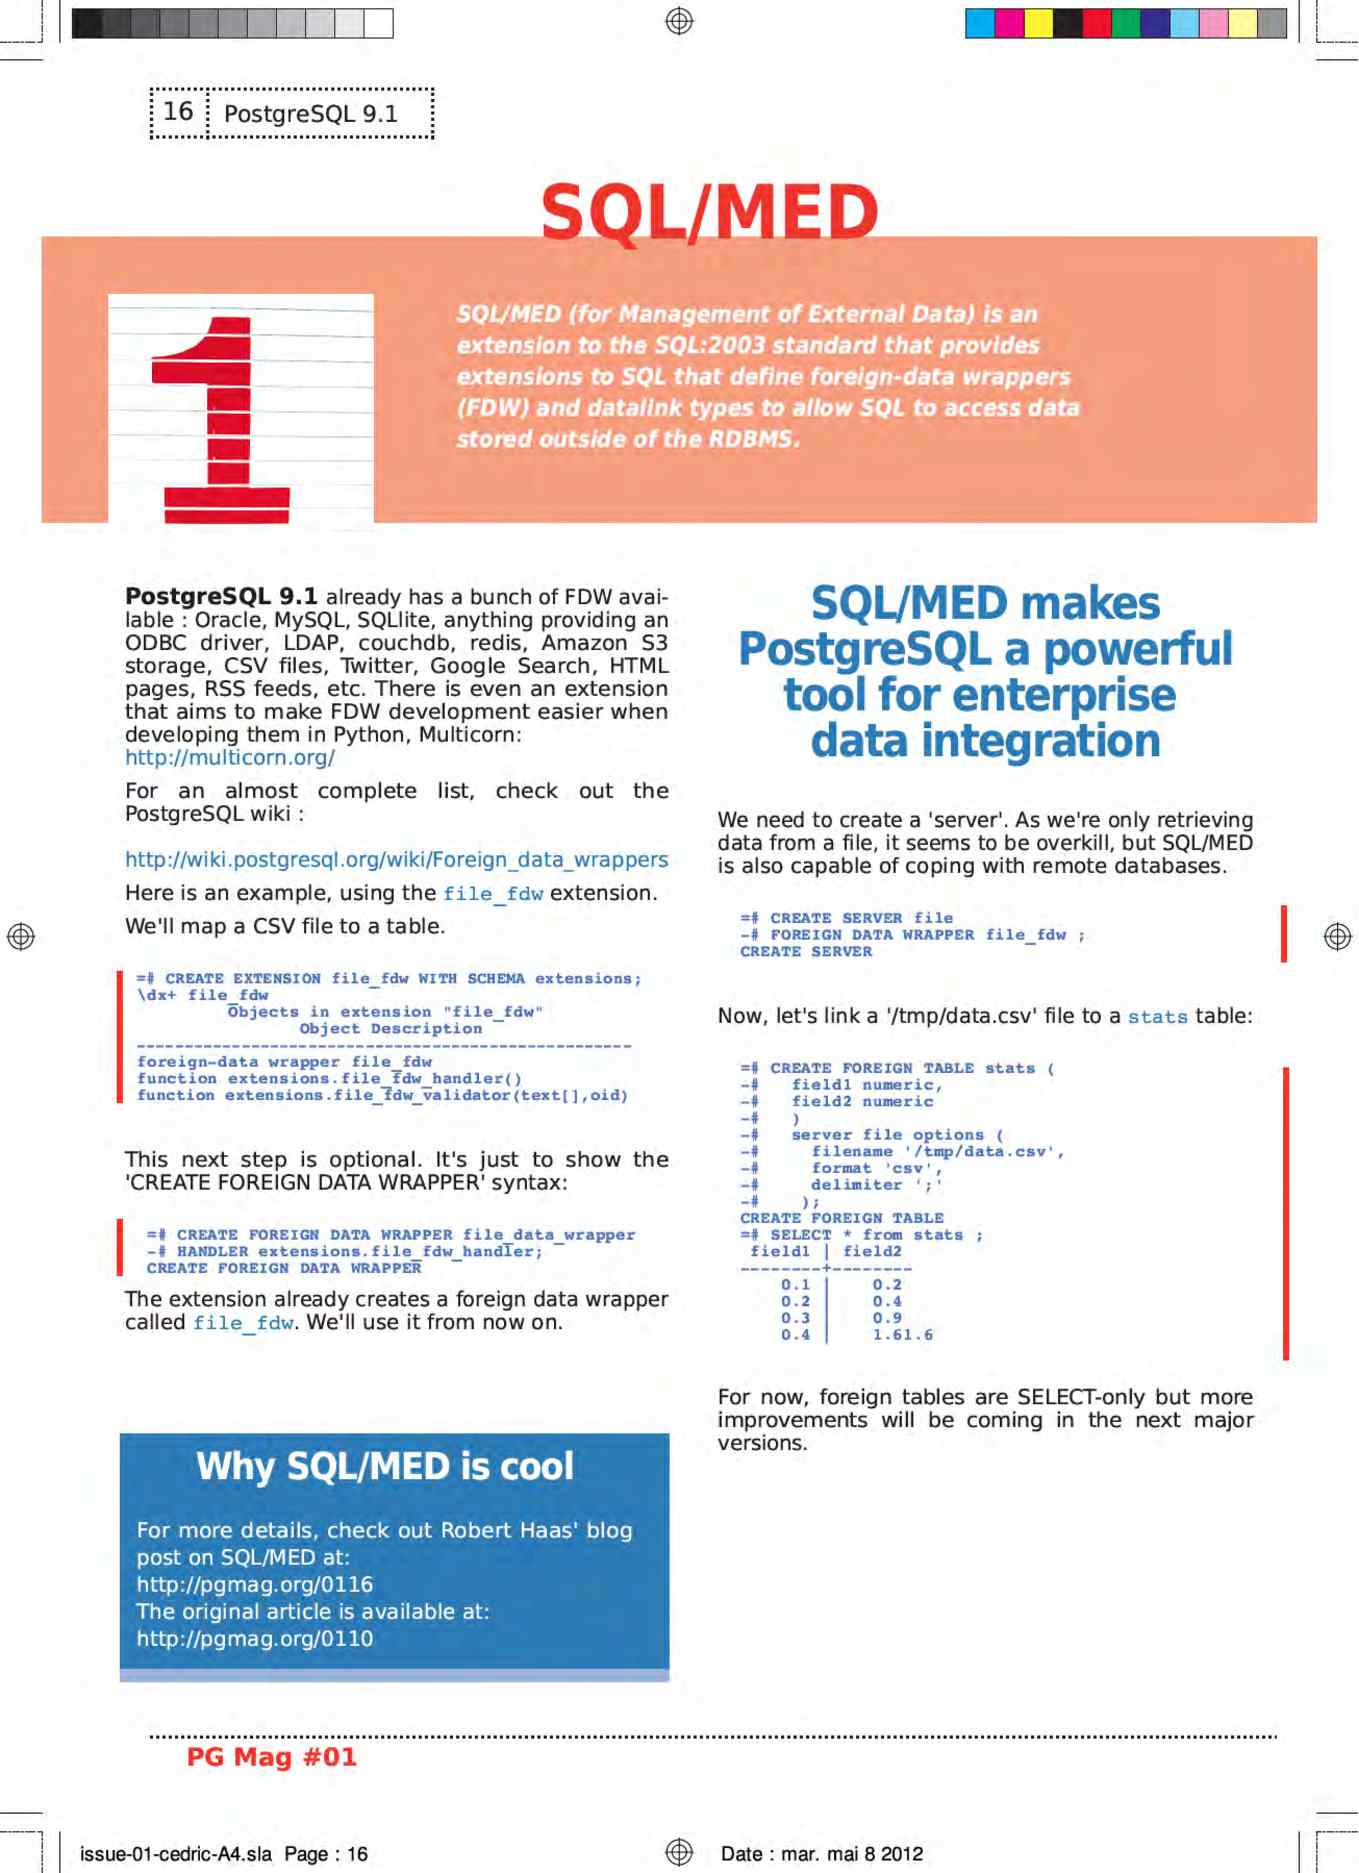 16 PostgreSQL 9.1
SQL/MED
1
SQL/MED (for Management of External Data) is an
extension to the SQL:2003 standard that provides
extensions to SQL that define foreign-data wrappers
(FDW) and datalink types to allow SQL to access data
stored outside of the RDBMS.
PostgreSQL 9.1 already has a bunch of FDW avai-
lable : Oracle, MySQL, SQLlite, anything providing an
ODBC driver, LDAP, couchdb, redis, Amazon S3
storage, CSV files, Twitter, Google Search, HTML
pages, RSS feeds, etc. There is even an extension
that aims to make FDW development easier when
developing them in Python, Multicorn:
http://multicorn.org/
For an almost complete list, check out the
PostgreSQL wiki :
http://wiki.postgresql.org/wiki/Foreign_data_wrappers
Here is an example, using the file_fdw extension.
We'll map a CSV file to a table.
=# CREATE EXTENSION file_fdw WITH SCHEMA extensions;
\dx+ file_fdw
Objects in extension "file_fdw"
Object Description
----------------------------------------------------
foreign-data wrapper file_fdw
function extensions.file_fdw_handler()
function extensions.file_fdw_validator(text[],oid)
This next step is optional. It's just to show the
'CREATE FOREIGN DATA WRAPPER' syntax:
=# CREATE FOREIGN DATA WRAPPER file_data_wrapper
-# HANDLER extensions.file_fdw_handler;
CREATE FOREIGN DATA WRAPPER
The extension already creates a foreign data wrapper
called file_fdw. We'll use it from now on.
Why SQL/MED is cool
For more details, check out Robert Haas' blog
post on SQL/MED at:
http://pgmag.org/0116
The original article is available at:
http://pgmag.org/0110
SQL/MED makes
PostgreSQL a powerful
tool for enterprise
data integration
We need to create a 'server'. As we're only retrieving
data from a file, it seems to be overkill, but SQL/MED
is also capable of coping with remote databases.
=# CREATE SERVER file
-# FOREIGN DATA WRAPPER file_fdw ;
CREATE SERVER
Now, let's link a '/tmp/data.csv' file to a stats table:
=# CREATE FOREIGN TABLE stats (
-# field1 numeric,
-# field2 numeric
-# )
-# server file options (
-# filename '/tmp/data.csv',
-# format 'csv',
-# delimiter ';'
-# );
CREATE FOREIGN TABLE
=# SELECT * from stats ;
field1 | field2
--------+--------
0.1 | 0.2
0.2 | 0.4
0.3 | 0.9
0.4 | 1.61.6
For now, foreign tables are SELECT-only but more
improvements will be coming in the next major
versions.
PG Mag #01
issue-01-cedric-A4.sla Page : 16 Date : mar. mai 8 2012